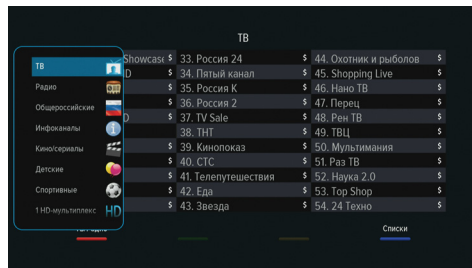 ТВ
ТВ
Радио
Общероссийские
Инфоканалы
Кино/сериалы
Детские
Спортивные
1 HD-мультиплекс HD
Showcase $
D $
$
$
D $
$
$
$
$
$
33. Россия 24 $
34. Пятый канал $
35. Россия К $
36. Россия 2 $
37. TV Sale $
38. ТНТ
39. Кинопоказ $
40. СТС $
41. Телепутешествия $
42. Еда $
43. Звезда $
44. Охотник и рыболов $
45. Shopping Live $
46. Нано ТВ $
47. Перец $
48. Рен ТВ $
49. ТВЦ $
50. Мультимания $
51. Раз ТВ $
52. Наука 2.0 $
53. Top Shop $
54. 24 Техно $
Списки